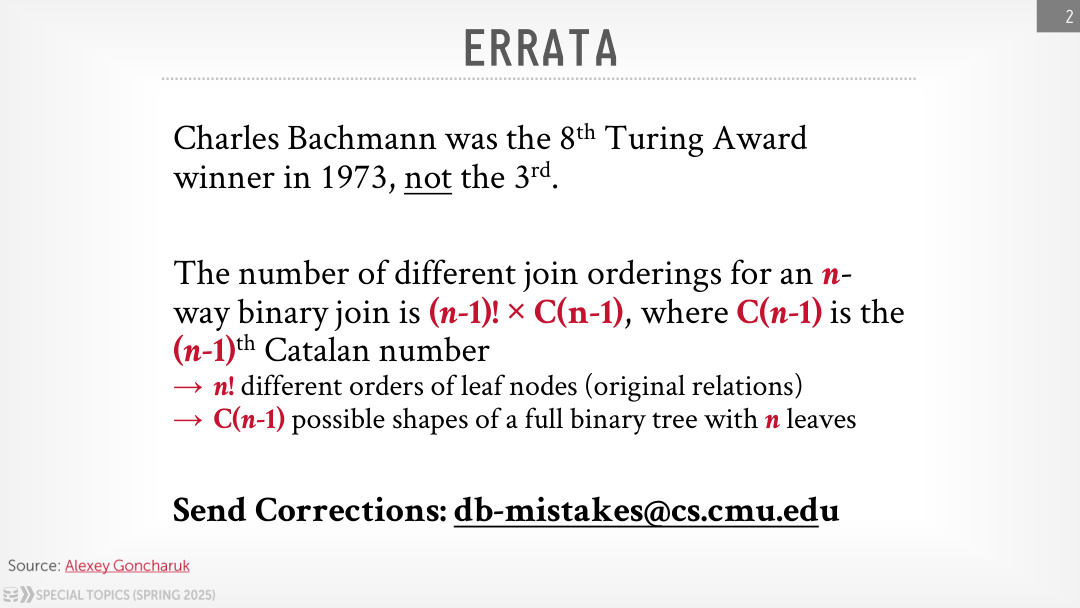 2
ERRATA
Charles Bachmann was the 8th Turing Award
winner in 1973, not the 3rd.
The number of different join orderings for an n-
way binary join is (n-1)! × C(n-1), where C(n-1) is the
(n-1)th Catalan number
→ n! different orders of leaf nodes (original relations)
→ C(n-1) possible shapes of a full binary tree with n leaves
Send Corrections: db-mistakes@cs.cmu.edu
Source: Alexey Goncharuk
SPECIAL TOPICS (SPRING 2025)